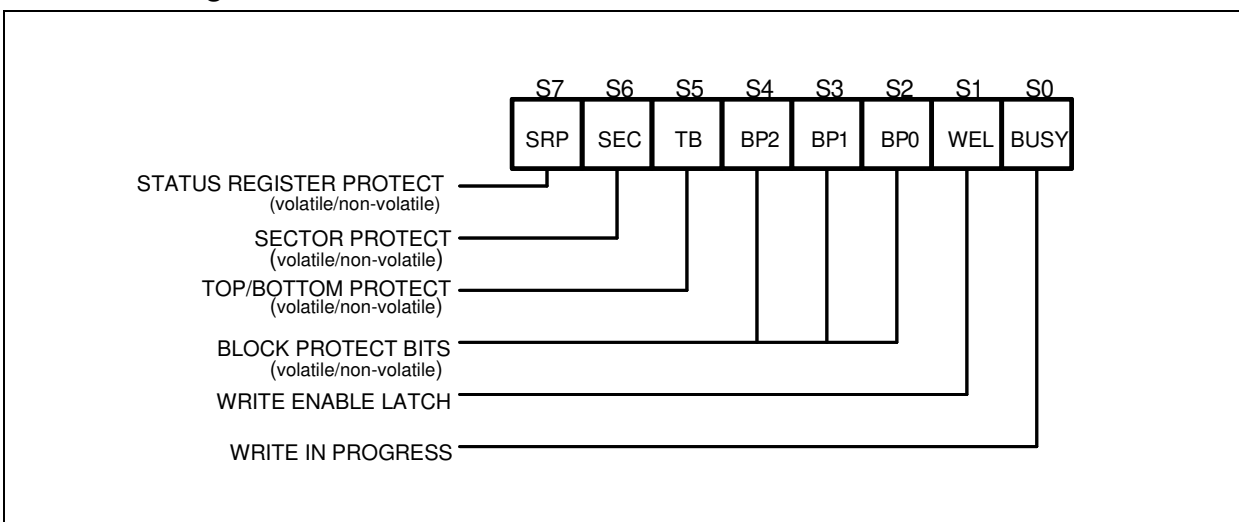 S7 S6 S5 S4 S3 S2 S1 S0
SRP SEC TB BP2 BP1 BP0 WEL BUSY
STATUS REGISTER PROTECT
(volatile/non-volatile)
SECTOR PROTECT
(volatile/non-volatile)
TOP/BOTTOM PROTECT
(volatile/non-volatile)
BLOCK PROTECT BITS
(volatile/non-volatile)
WRITE ENABLE LATCH
WRITE IN PROGRESS